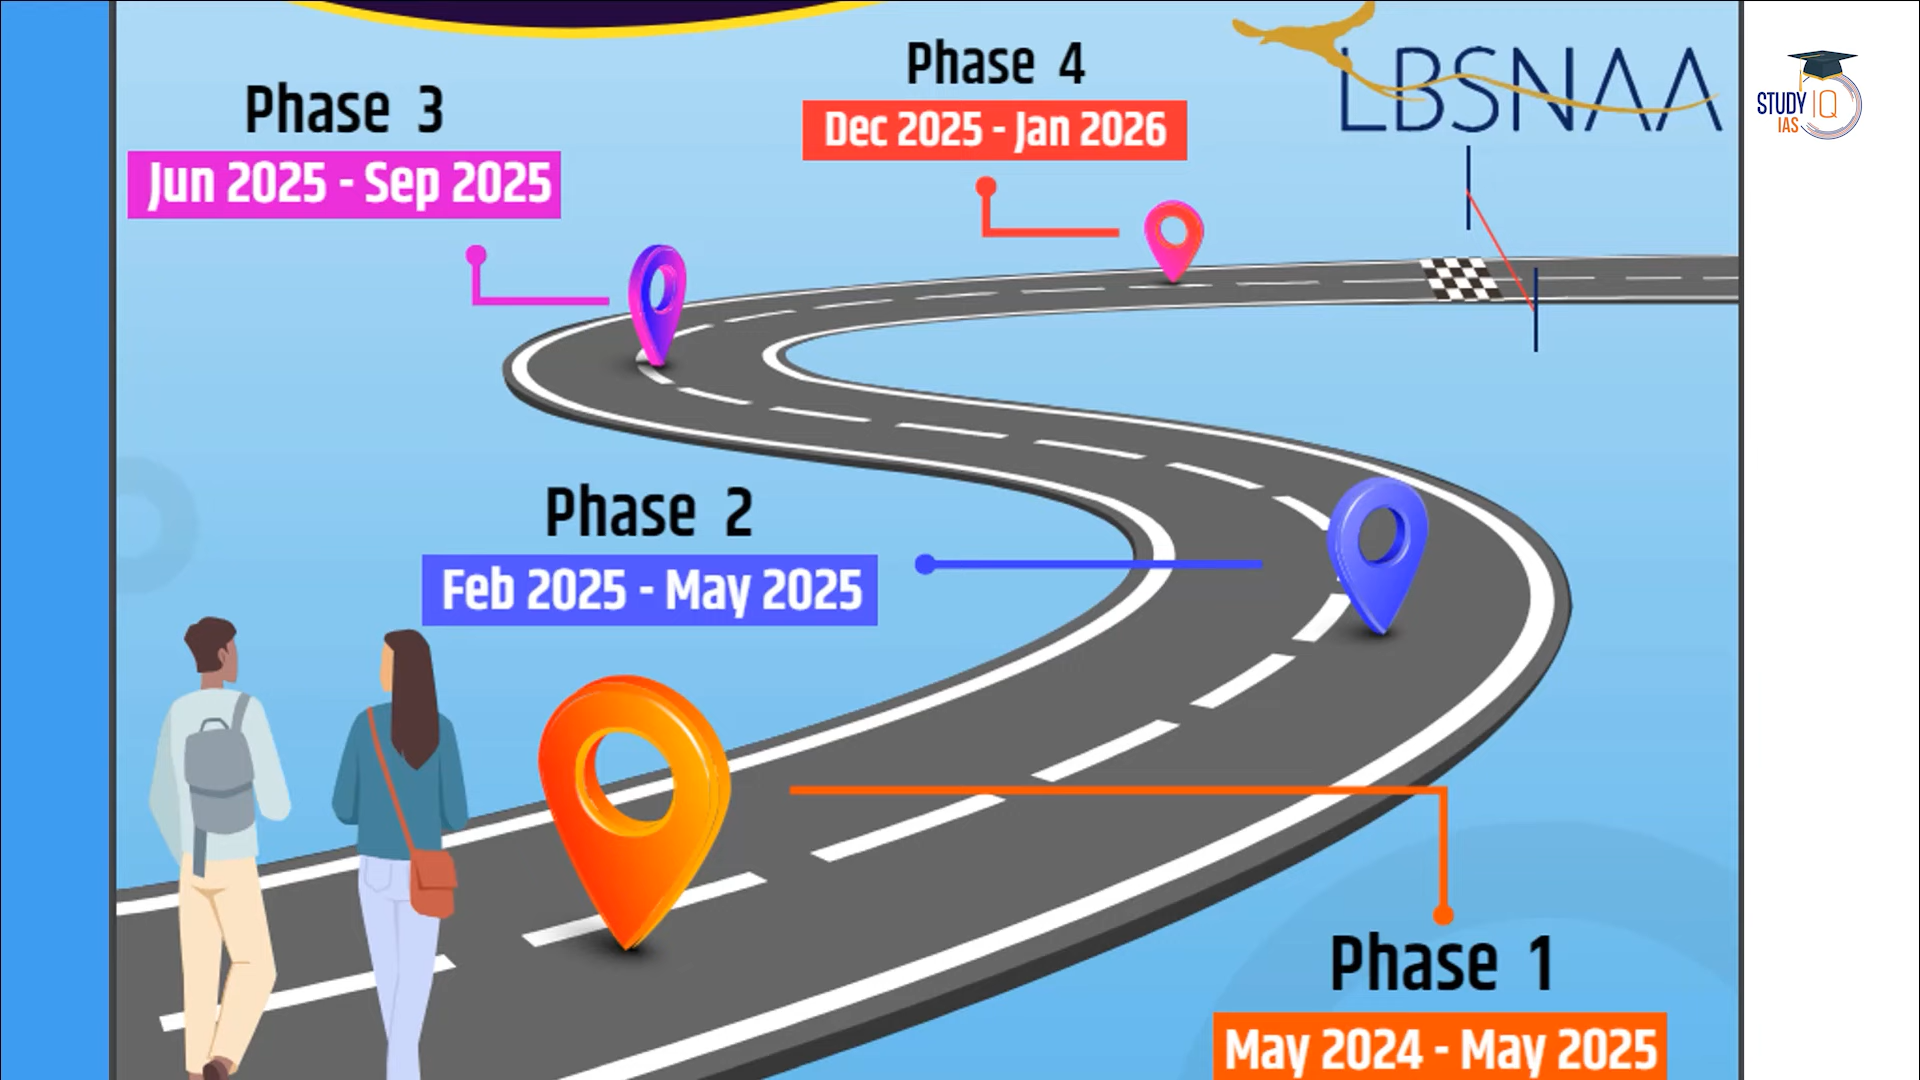 Phase 4
Dec 2025 - Jan 2026
LBSNAA
STUDY IQ
IAS
Phase 3
Jun 2025 - Sep 2025
Phase 2
Feb 2025 - May 2025
Phase 1
May 2024 - May 2025